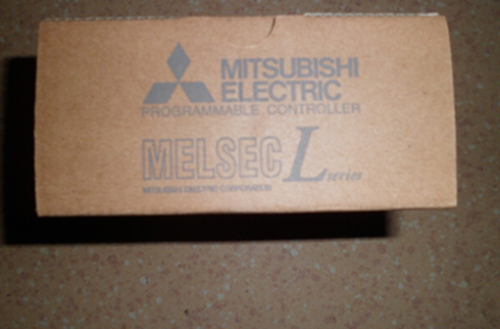 MITSUBISHI
ELECTRIC
PROGRAMMABLE CONTROLLER
MELSEC L series
MITSUBISHI ELECTRIC CORPORATION